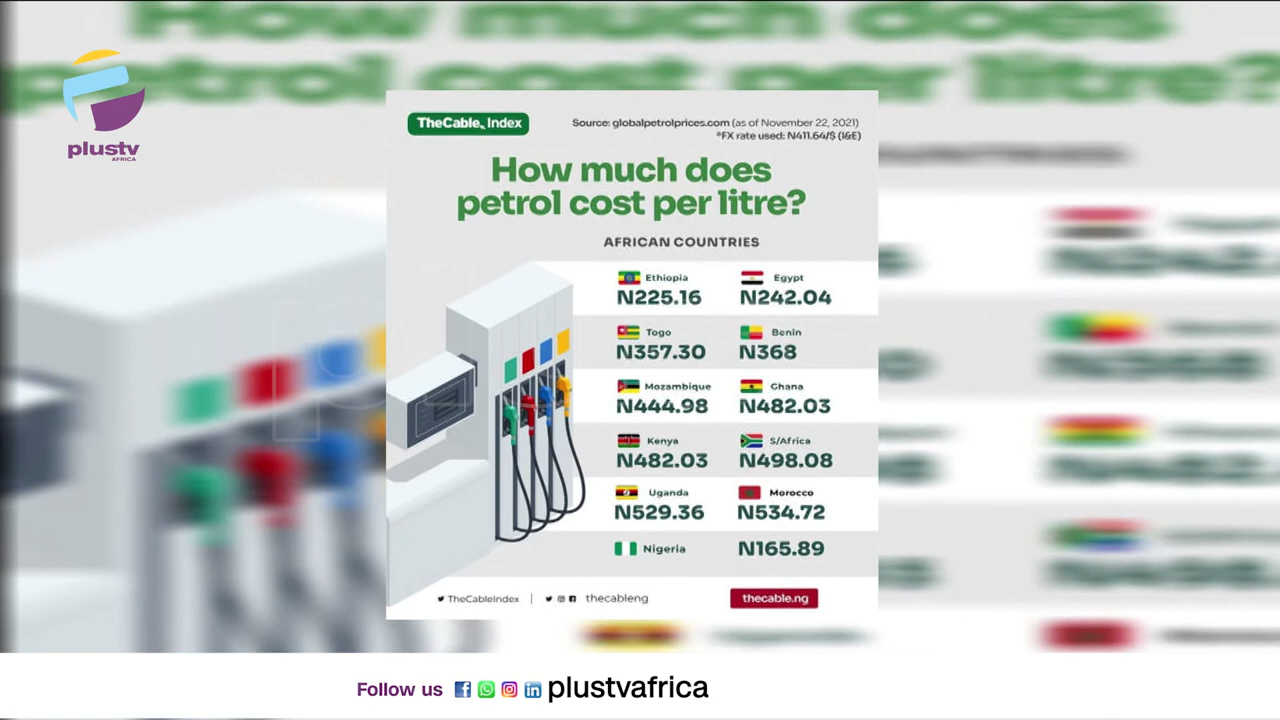 plustv
AFRICA
TheCable Index
Source: globalpetrolprices.com (as of November 22, 2021)
*FX rate used: N411.64/$ (I&E)
How much does
petrol cost per litre?
AFRICAN COUNTRIES
Ethiopia Egypt
N225.16 N242.04
Togo Benin
N357.30 N368
Mozambique Ghana
N444.98 N482.03
Kenya S/Africa
N482.03 N498.08
Uganda Morocco
N529.36 N534.72
Nigeria N165.89
TheCableIndex | thecableng
thecable.ng
Follow us plustvafrica